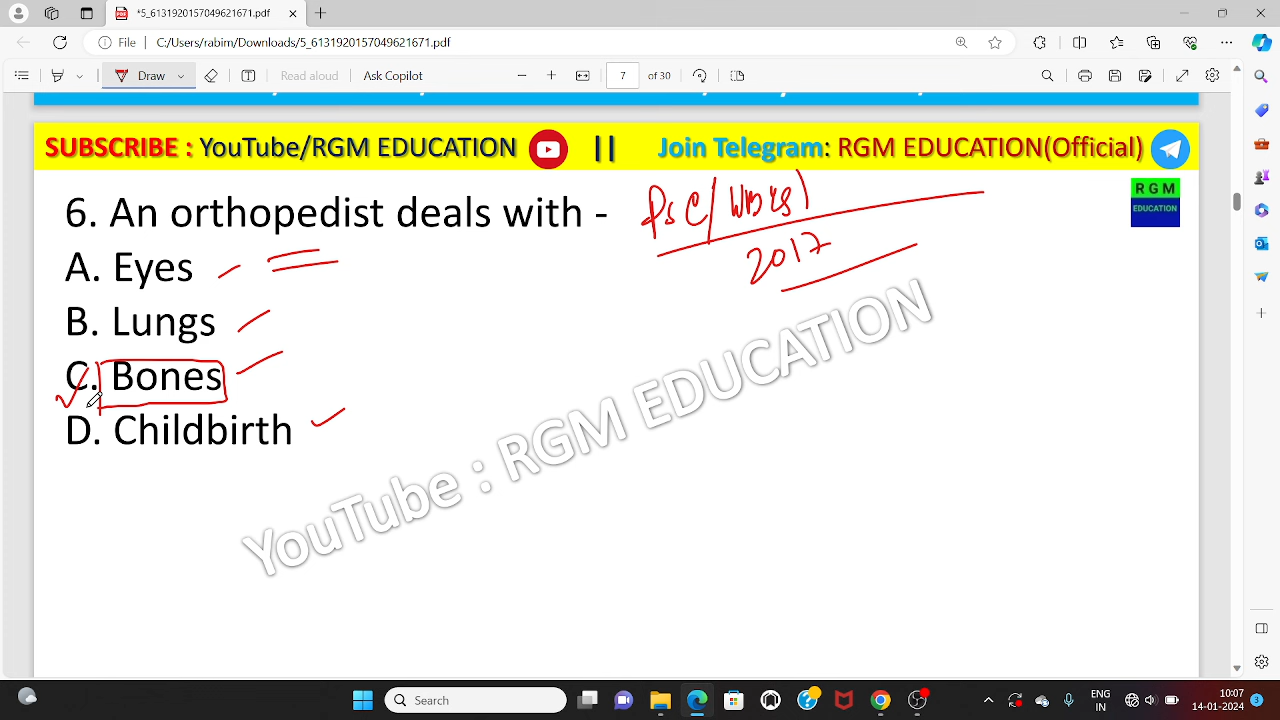 *5_6131920157049621671.pdf
File C:/Users/rabim/Downloads/5_6131920157049621671.pdf
Draw Read aloud Ask Copilot 7 of 30
SUBSCRIBE : YouTube/RGM EDUCATION || Join Telegram: RGM EDUCATION(Official)
R G M
EDUCATION
6. An orthopedist deals with -
PSC/
2017
A. Eyes
B. Lungs
C. Bones
D. Childbirth
YouTube : RGM EDUCATION
Search
ENG
IN
10:07
14-01-2024
3